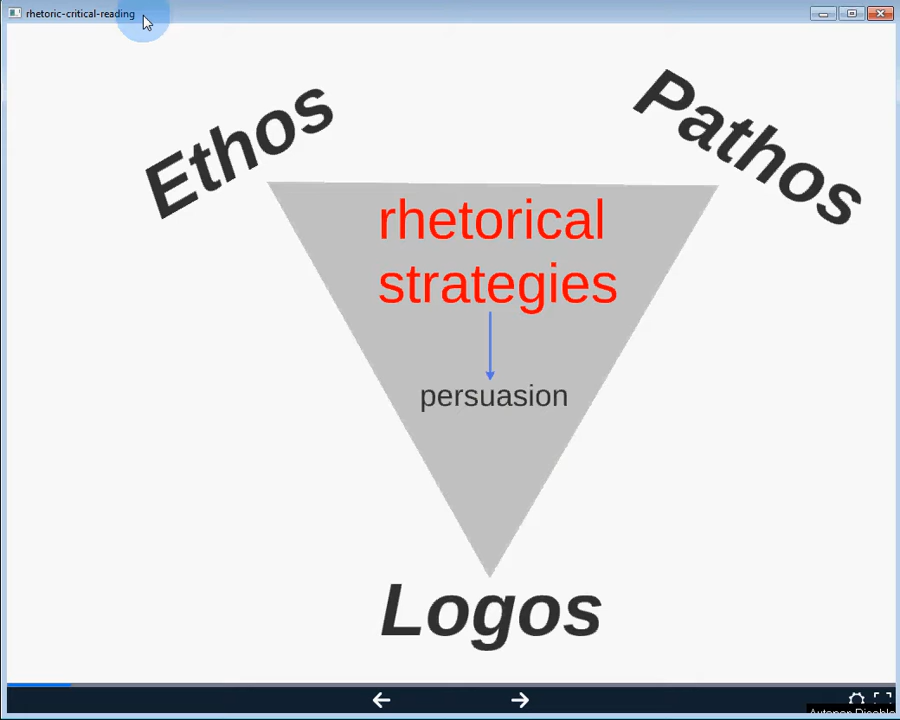 rhetoric-critical-reading
Ethos
Pathos
rhetorical
strategies
persuasion
Logos